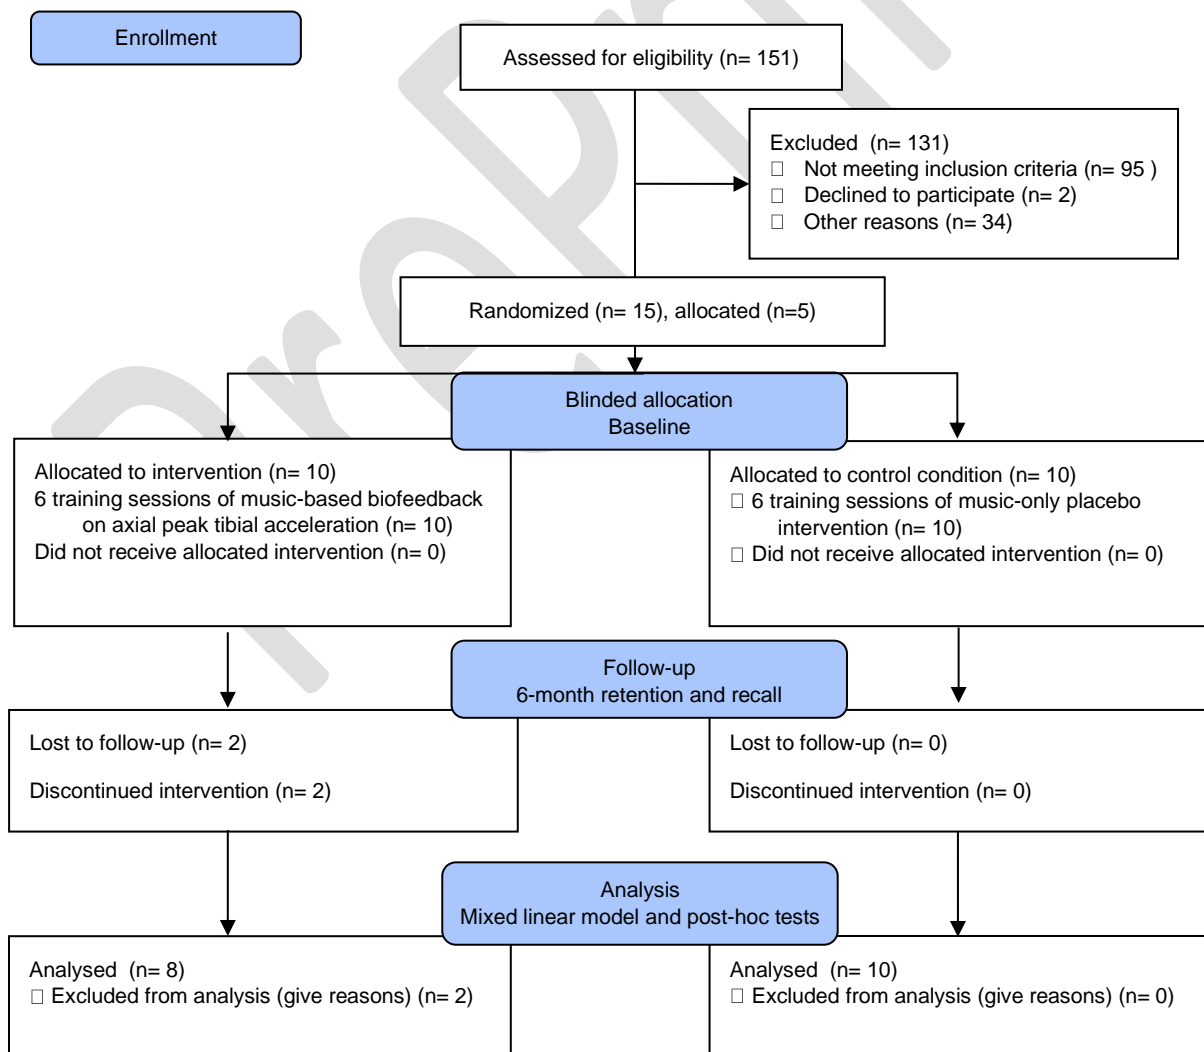 Enrollment
Assessed for eligibility (n= 151)
Excluded  (n= 131)
□ Not meeting inclusion criteria (n= 95 )
□ Declined to participate (n= 2)
□ Other reasons (n= 34)
Randomized (n= 15), allocated (n=5)
Blinded allocation
Baseline
Allocated to intervention (n= 10)
6 training sessions of music-based biofeedback
on axial peak tibial acceleration (n= 10)
Did not receive allocated intervention (n= 0)
Allocated to control condition (n= 10)
□ 6 training sessions of music-only placebo
intervention (n= 10)
□ Did not receive allocated intervention (n= 0)
Follow-up
6-month retention and recall
Lost to follow-up (n= 2)
Discontinued intervention (n= 2)
Lost to follow-up (n= 0)
Discontinued intervention (n= 0)
Analysis
Mixed linear model and post-hoc tests
Analysed  (n= 8)
□ Excluded from analysis (give reasons) (n= 2)
Analysed  (n= 10)
□ Excluded from analysis (give reasons) (n= 0)